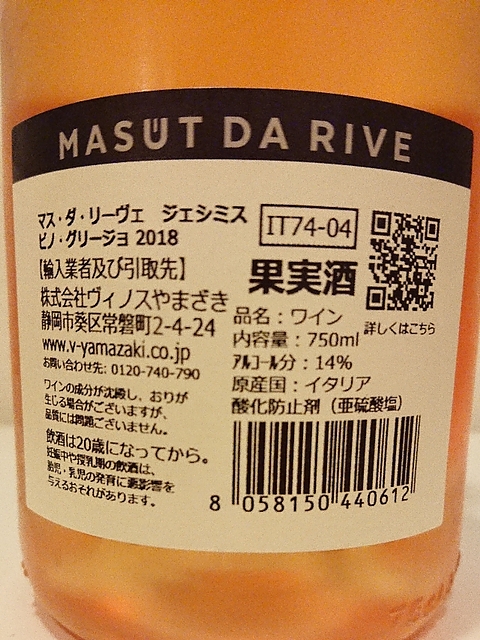 MASÙT DA RIVE
マス・ダ・リーヴェ　ジェシミス
ピノ・グリージョ 2018
【輸入業者及び引取先】
株式会社ヴィノスやまざき
静岡市葵区常磐町2-4-24
www.v-yamazaki.co.jp
お問い合わせ先: 0120-740-790
ワインの成分が沈殿し、おりが
生じる場合がございますが、
品質には問題ございません。
飲酒は20歳になってから。
妊娠中や授乳期の飲酒は、
胎児・乳児の発育に悪影響を
与えるおそれがあります。
IT74-04
果実酒
詳しくはこちら
品名：ワイン
内容量：750ml
アルコール分：14%
原産国：イタリア
酸化防止剤（亜硫酸塩）
8 058150 440612